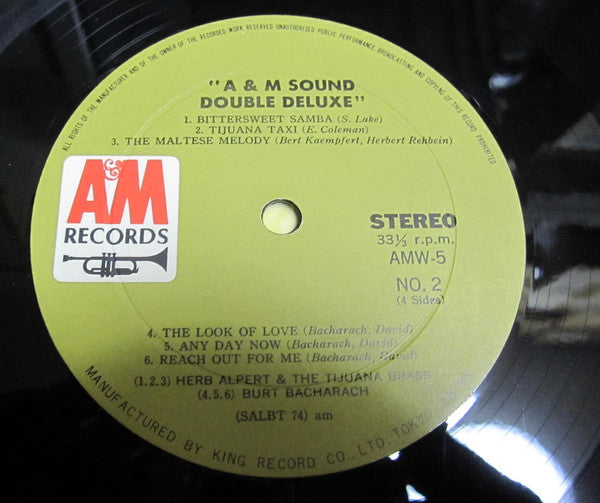 ALL RIGHTS OF THE MANUFACTURER AND OF THE OWNER OF THE RECORDED WORK RESERVED. UNAUTHORISED PUBLIC PERFORMANCE, BROADCASTING AND COPYING OF THIS RECORD PROHIBITED
"A & M SOUND
DOUBLE DELUXE"
1. BITTERSWEET SAMBA (S. Lake)
2. TIJUANA TAXI (E. Coleman)
3. THE MALTESE MELODY (Bert Kaempfert, Herbert Rehbein)
A&M
RECORDS
STEREO
33⅓ r.p.m.
AMW-5
NO. 2
(4 Sides)
4. THE LOOK OF LOVE (Bacharach, David)
5. ANY DAY NOW (Bacharach, David)
6. REACH OUT FOR ME (Bacharach, David)
(1.2.3) HERB ALPERT & THE TIJUANA BRASS
(4.5.6) BURT BACHARACH
(SALBT 74) am
MANUFACTURED BY KING RECORD CO., LTD. TOKYO